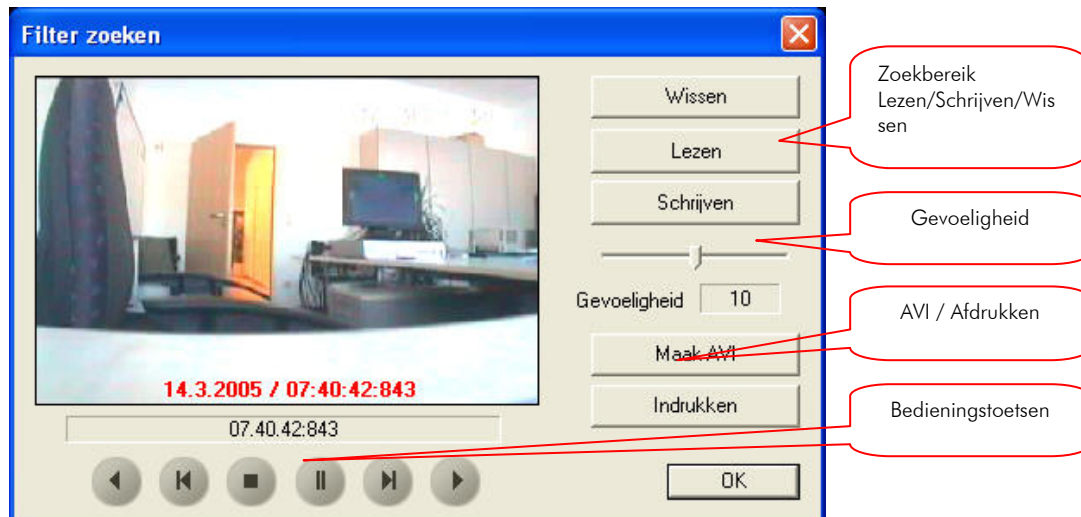 Filter zoeken
Wissen
Lezen
Schrijven
Gevoeligheid 10
Maak AVI
Indrukken
OK
14.3.2005 / 07:40:42:843
07.40.42:843
Zoekbereik
Lezen/Schrijven/Wis
sen
Gevoeligheid
AVI / Afdrukken
Bedieningstoetsen